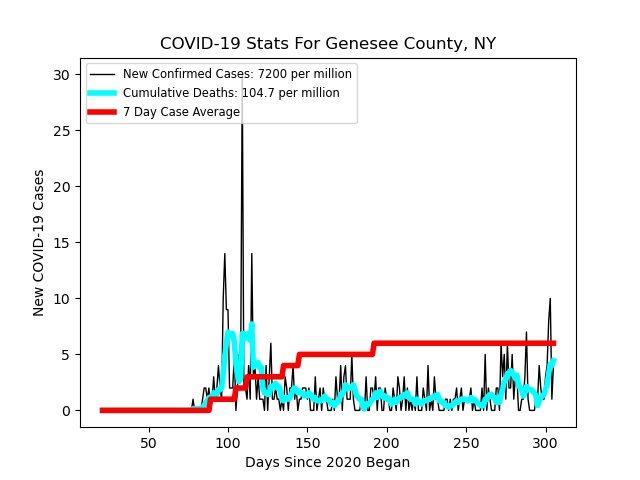 COVID-19 Stats For Genesee County, NY
New Confirmed Cases: 7200 per million
Cumulative Deaths: 104.7 per million
7 Day Case Average
30
25
20
15
10
5
0
New COVID-19 Cases
50 100 150 200 250 300
Days Since 2020 Began